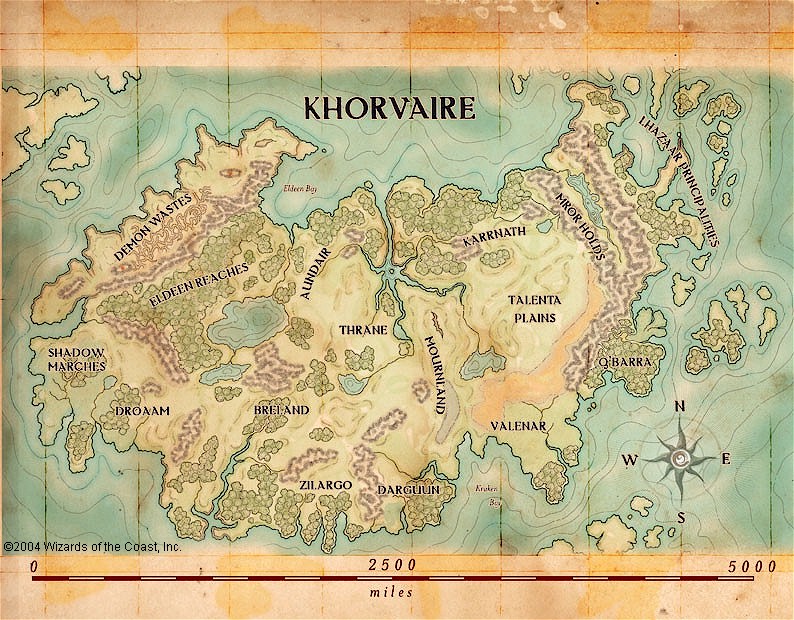 KHORVAIRE
LHAZAAR PRINCIPALITIES
Eldeen Bay
DEMON WASTES
MROR HOLDS
KARRNATH
ELDEEN REACHES
AUNDAIR
TALENTA
PLAINS
THRANE
MOURNLAND
SHADOW
MARCHES
Q'BARRA
DROAAM
BRELAND
VALENAR
N
W
E
S
ZILARGO
DARGUUN
Kraken
Bay
©2004 Wizards of the Coast, Inc.
0
2500
5000
miles